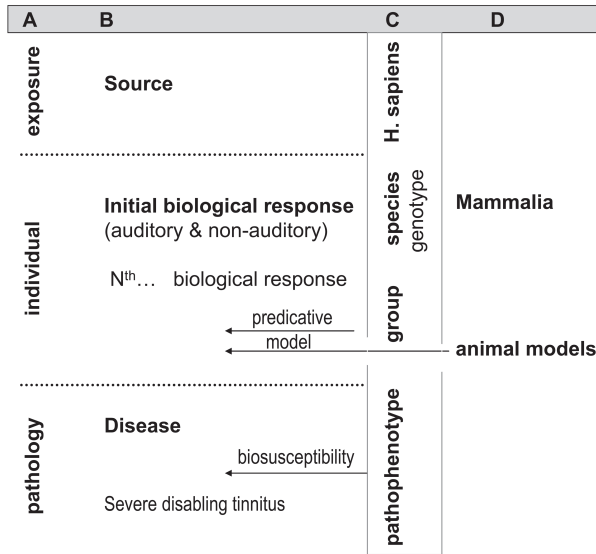 A B C D
exposure
Source
H. sapiens
individual
Initial biological response
(auditory & non-auditory)
species
genotype
Mammalia
Nth… biological response
group
predicative
model
animal models
pathology
Disease
pathophenotype
biosusceptibility
Severe disabling tinnitus